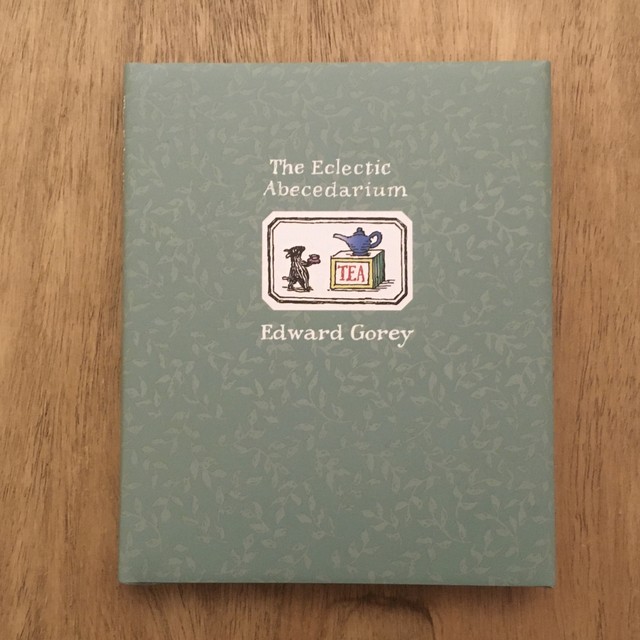 The Eclectic
Abecedarium
TEA
Edward Gorey